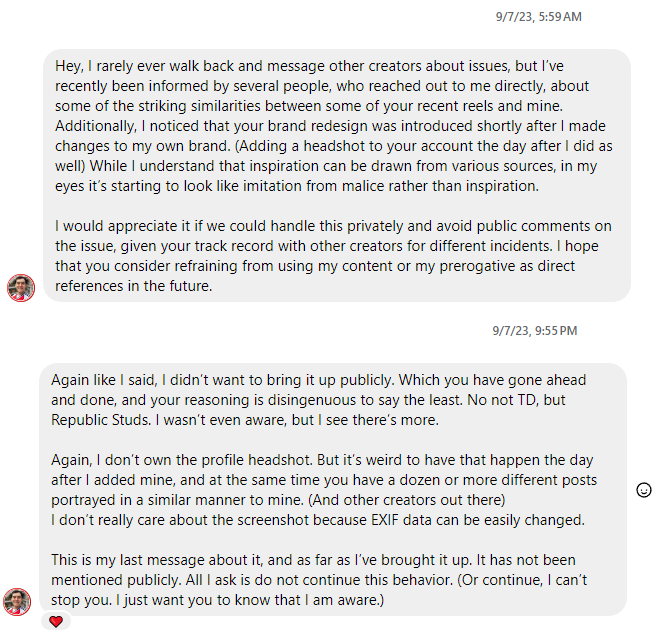 9/7/23, 5:59 AM
Hey, I rarely ever walk back and message other creators about issues, but I've
recently been informed by several people, who reached out to me directly, about
some of the striking similarities between some of your recent reels and mine.
Additionally, I noticed that your brand redesign was introduced shortly after I made
changes to my own brand. (Adding a headshot to your account the day after I did as
well) While I understand that inspiration can be drawn from various sources, in my
eyes it's starting to look like imitation from malice rather than inspiration.
I would appreciate it if we could handle this privately and avoid public comments on
the issue, given your track record with other creators for different incidents. I hope
that you consider refraining from using my content or my prerogative as direct
references in the future.
9/7/23, 9:55 PM
Again like I said, I didn't want to bring it up publicly. Which you have gone ahead
and done, and your reasoning is disingenuous to say the least. No not TD, but
Republic Studs. I wasn't even aware, but I see there's more.
Again, I don't own the profile headshot. But it's weird to have that happen the day
after I added mine, and at the same time you have a dozen or more different posts
portrayed in a similar manner to mine. (And other creators out there)
I don't really care about the screenshot because EXIF data can be easily changed.
This is my last message about it, and as far as I've brought it up. It has not been
mentioned publicly. All I ask is do not continue this behavior. (Or continue, I can't
stop you. I just want you to know that I am aware.)